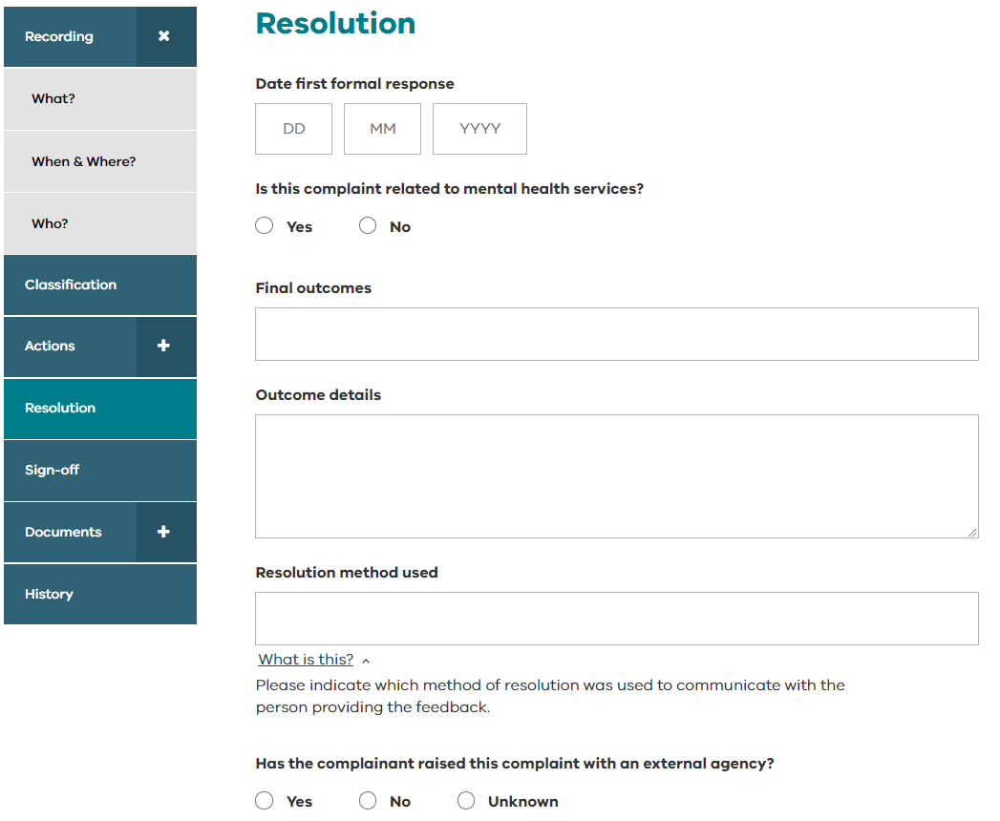 Recording
What?
When & Where?
Who?
Classification
Actions
Resolution
Sign-off
Documents
History
Resolution
Date first formal response
DD MM YYYY
Is this complaint related to mental health services?
Yes No
Final outcomes
Outcome details
Resolution method used
What is this?
Please indicate which method of resolution was used to communicate with the
person providing the feedback.
Has the complainant raised this complaint with an external agency?
Yes No Unknown